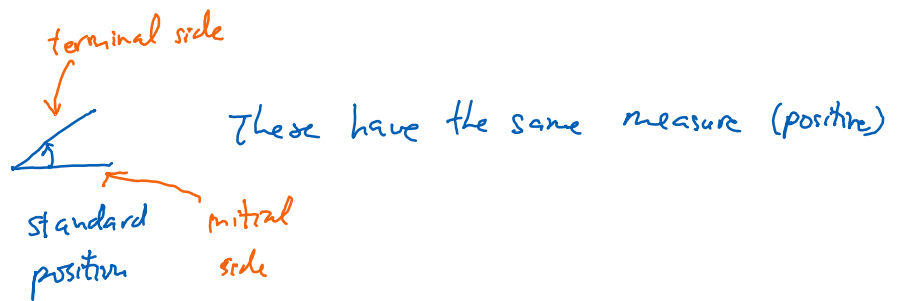 terminal side
These have the same measure (positive)
standard
position
initial
side